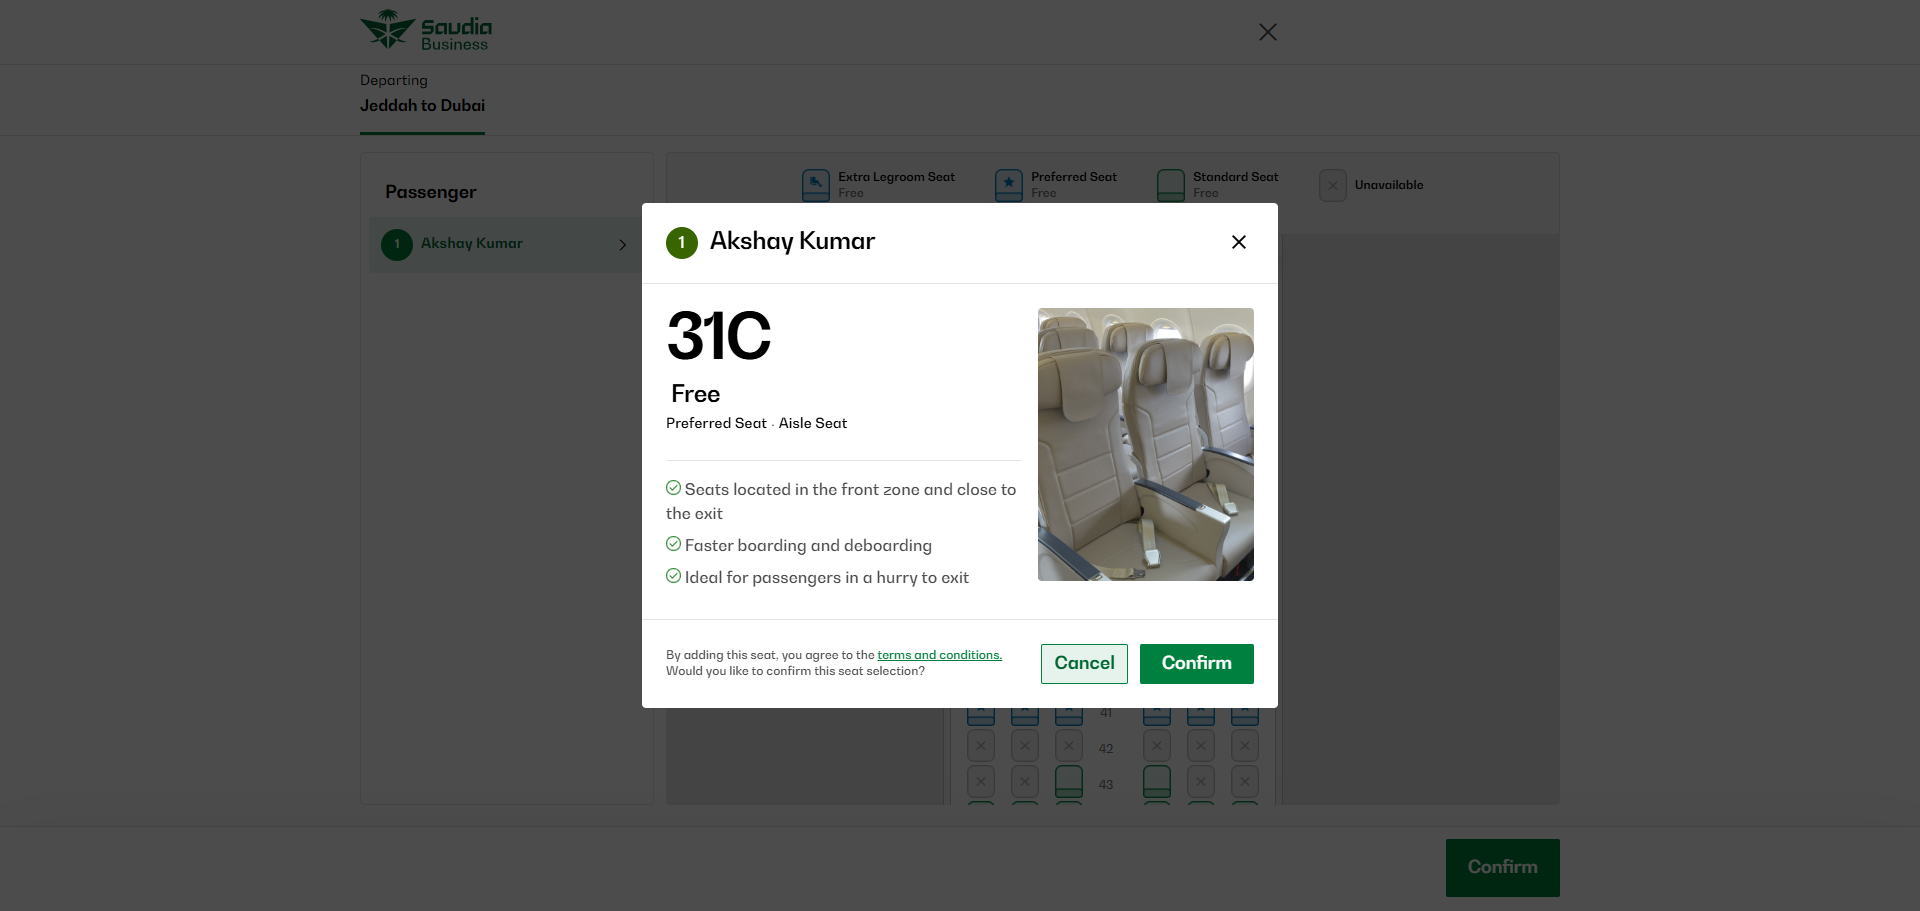 Saudia
Business
Departing
Jeddah to Dubai
Passenger
1 Akshay Kumar
Extra Legroom Seat
Free
Preferred Seat
Free
Standard Seat
Free
Unavailable
1 Akshay Kumar
31C
Free
Preferred Seat · Aisle Seat
Seats located in the front zone and close to
the exit
Faster boarding and deboarding
Ideal for passengers in a hurry to exit
By adding this seat, you agree to the terms and conditions.
Would you like to confirm this seat selection?
Cancel
Confirm
41
42
43
Confirm